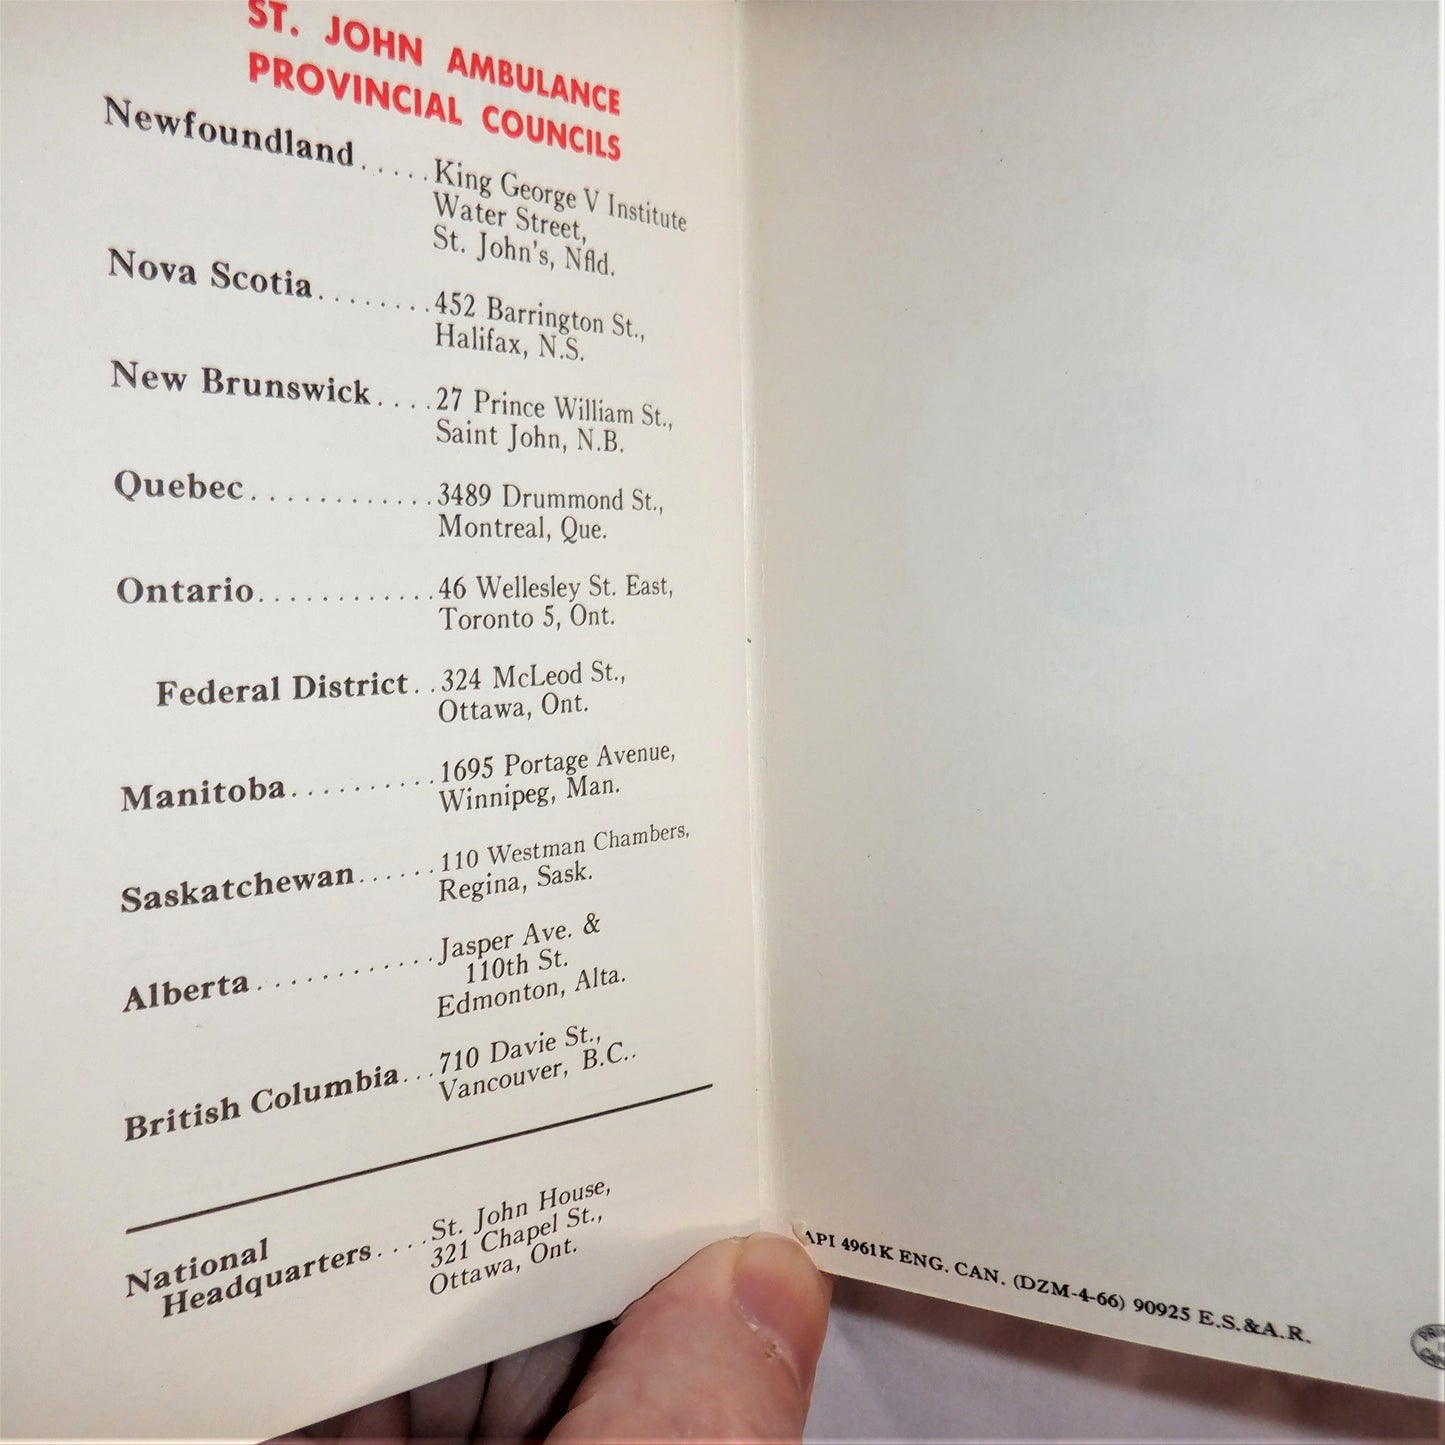 ST. JOHN AMBULANCE
PROVINCIAL COUNCILS
Newfoundland.....King George V Institute
Water Street,
St. John's, Nfld.
Nova Scotia........452 Barrington St.,
Halifax, N.S.
New Brunswick....27 Prince William St.,
Saint John, N.B.
Quebec............3489 Drummond St.,
Montreal, Que.
Ontario............46 Wellesley St. East,
Toronto 5, Ont.
Federal District..324 McLeod St.,
Ottawa, Ont.
Manitoba..........1695 Portage Avenue,
Winnipeg, Man.
Saskatchewan......110 Westman Chambers,
Regina, Sask.
Alberta............Jasper Ave. &
110th St.
Edmonton, Alta.
British Columbia...710 Davie St.,
Vancouver, B.C..
National
Headquarters....St. John House,
321 Chapel St.,
Ottawa, Ont.
API 4961K ENG. CAN. (DZM-4-66) 90925 E.S.&A.R.